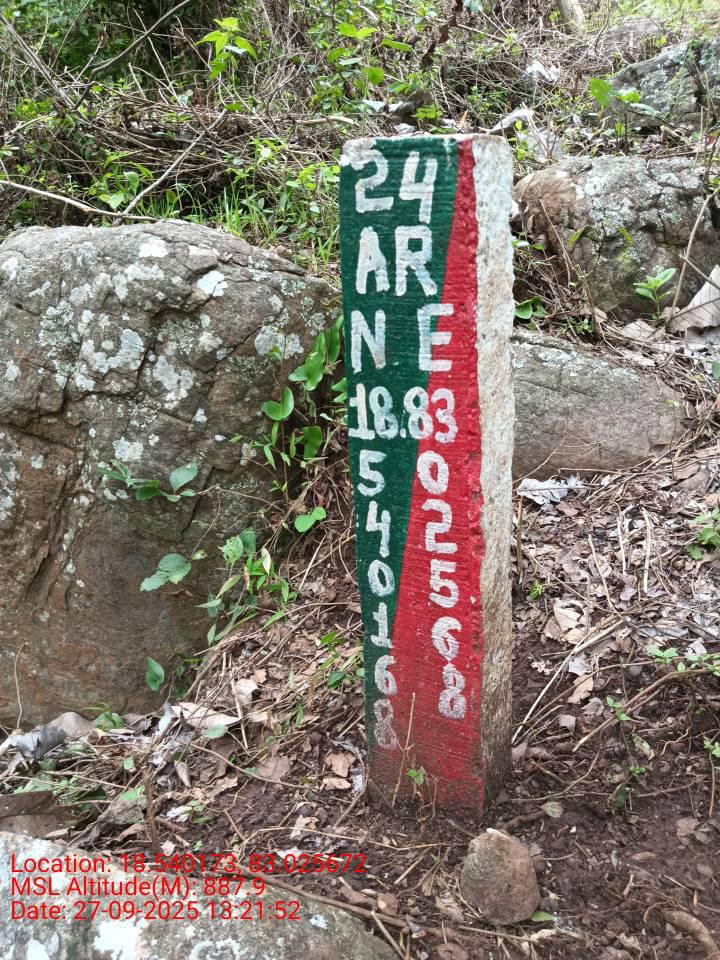 24
AR
N E
18.83
5 0
4 2
0 5
1 6
6 8
8
Location: 18.540173, 83.025672
MSL Altitude(M): 887.9
Date: 27-09-2025 13:21:52